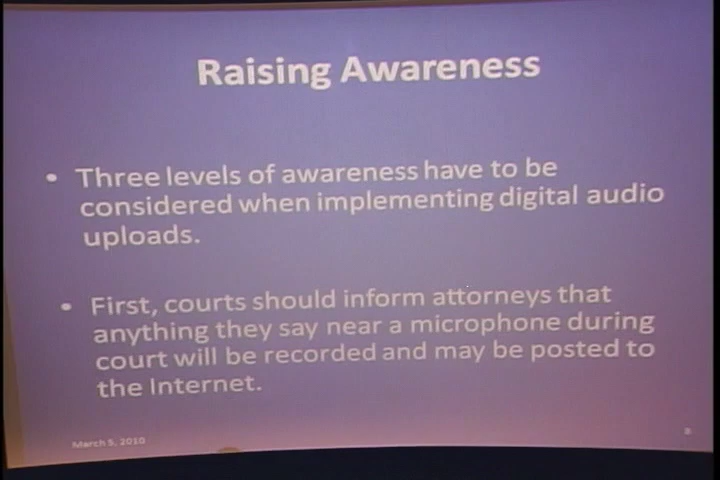 Raising Awareness
• Three levels of awareness have to be
considered when implementing digital audio
uploads.
• First, courts should inform attorneys that
anything they say near a microphone during
court will be recorded and may be posted to
the Internet.
March 5, 2010